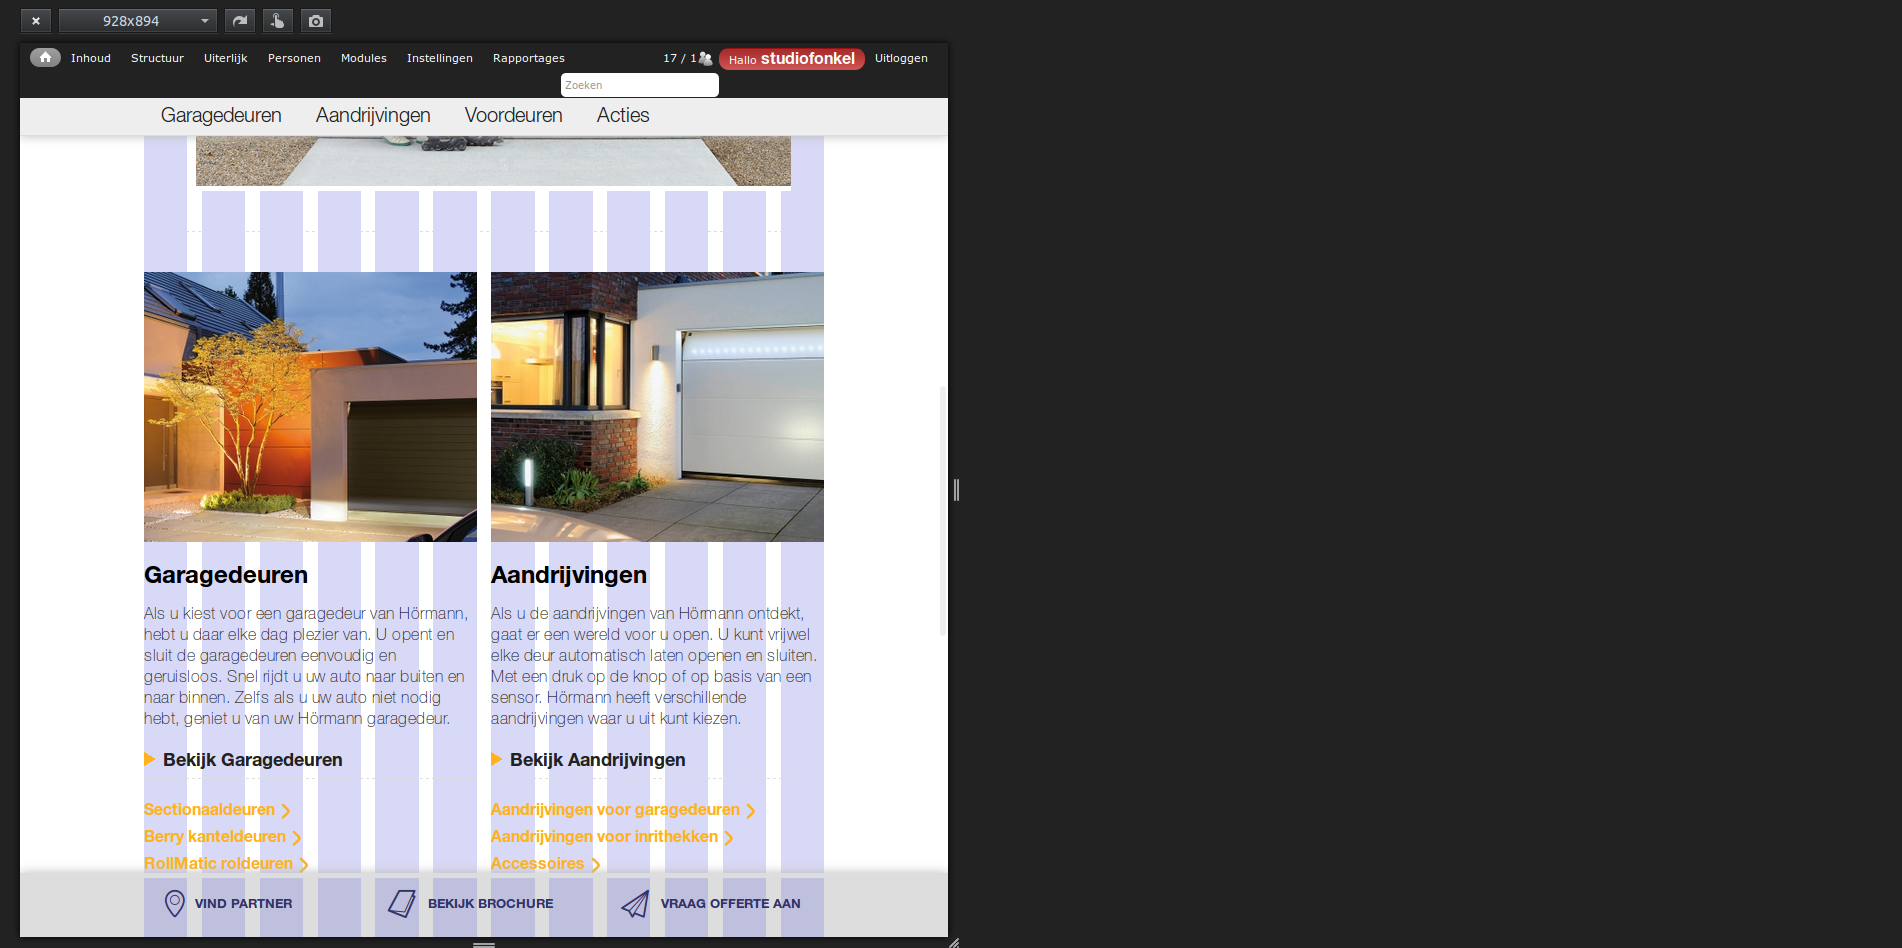 928x894
Inhoud Structuur Uiterlijk Personen Modules Instellingen Rapportages 17 / 1 Hallo studiofonkel Uitloggen
Zoeken
Garagedeuren Aandrijvingen Voordeuren Acties
Garagedeuren
Als u kiest voor een garagedeur van Hörmann,
hebt u daar elke dag plezier van. U opent en
sluit de garagedeuren eenvoudig en
geruisloos. Snel rijdt u uw auto naar buiten en
naar binnen. Zelfs als u uw auto niet nodig
hebt, geniet u van uw Hörmann garagedeur.
Bekijk Garagedeuren
Sectionaaldeuren
Berry kanteldeuren
RollMatic roldeuren
Aandrijvingen
Als u de aandrijvingen van Hörmann ontdekt,
gaat er een wereld voor u open. U kunt vrijwel
elke deur automatisch laten openen en sluiten.
Met een druk op de knop of op basis van een
sensor. Hörmann heeft verschillende
aandrijvingen waar u uit kunt kiezen.
Bekijk Aandrijvingen
Aandrijvingen voor garagedeuren
Aandrijvingen voor inrithekken
Accessoires
VIND PARTNER BEKIJK BROCHURE VRAAG OFFERTE AAN